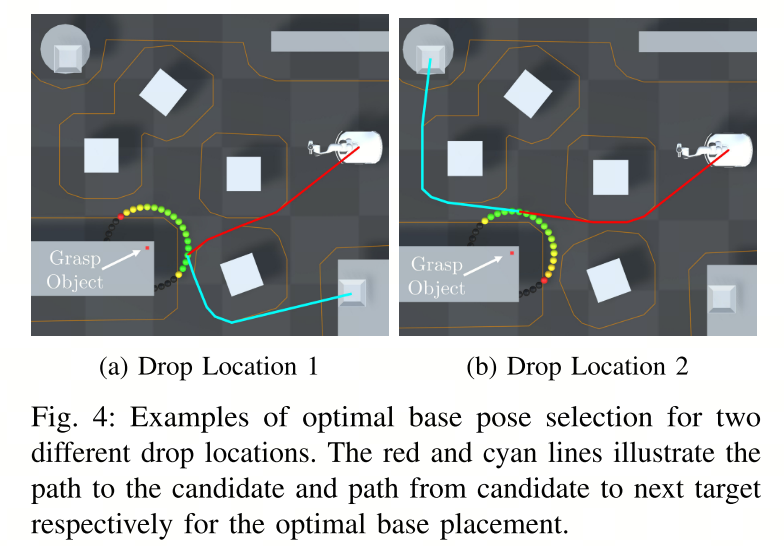 Grasp
Object
Grasp
Object
(a) Drop Location 1
(b) Drop Location 2
Fig. 4: Examples of optimal base pose selection for two
different drop locations. The red and cyan lines illustrate the
path to the candidate and path from candidate to next target
respectively for the optimal base placement.